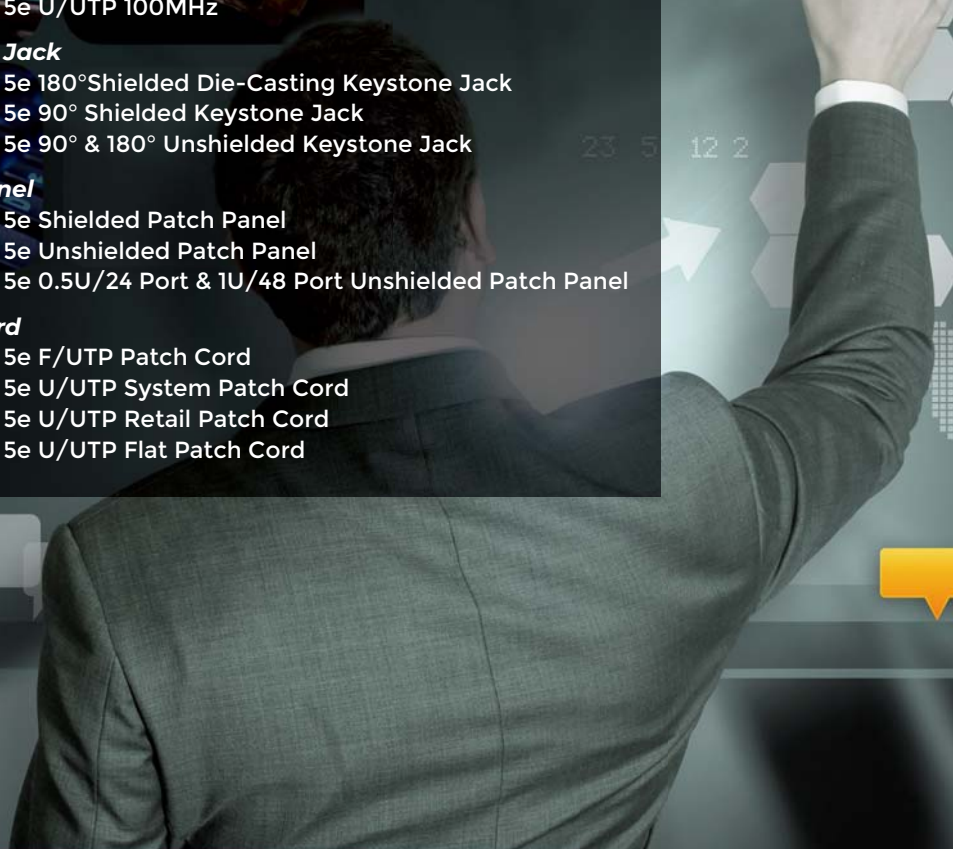 5e U/UTP 100MHz
Jack
5e 180°Shielded Die-Casting Keystone Jack
5e 90° Shielded Keystone Jack
5e 90° & 180° Unshielded Keystone Jack
23 5 12 2
nel
5e Shielded Patch Panel
5e Unshielded Patch Panel
5e 0.5U/24 Port & 1U/48 Port Unshielded Patch Panel
rd
5e F/UTP Patch Cord
5e U/UTP System Patch Cord
5e U/UTP Retail Patch Cord
5e U/UTP Flat Patch Cord